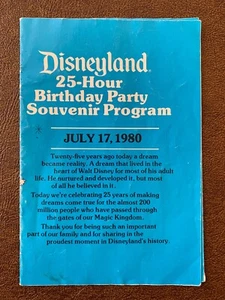 Disneyland
25-Hour
Birthday Party
Souvenir Program
JULY 17, 1980
Twenty-five years ago today a dream
became reality. A dream that lived in the
heart of Walt Disney for most of his adult
life. He nurtured and developed it, but most
of all he believed in it.
Today we're celebrating 25 years of making
dreams come true for the almost 200
million people who have passed through
the gates of our Magic Kingdom.
Thank you for being such an important
part of our family and for sharing in the
proudest moment in Disneyland's history.